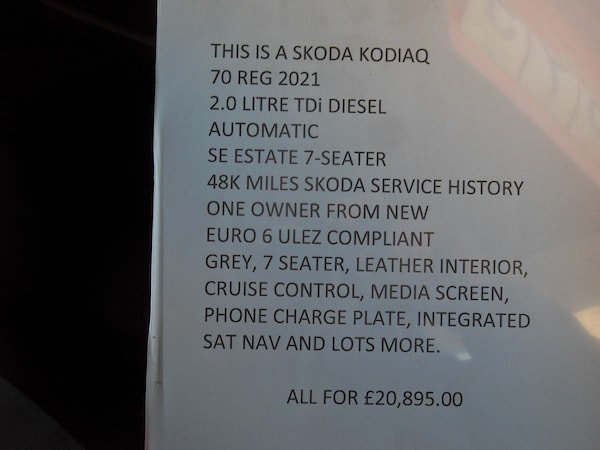 THIS IS A SKODA KODIAQ
70 REG 2021
2.0 LITRE TDi DIESEL
AUTOMATIC
SE ESTATE 7-SEATER
48K MILES SKODA SERVICE HISTORY
ONE OWNER FROM NEW
EURO 6 ULEZ COMPLIANT
GREY, 7 SEATER, LEATHER INTERIOR,
CRUISE CONTROL, MEDIA SCREEN,
PHONE CHARGE PLATE, INTEGRATED
SAT NAV AND LOTS MORE.
ALL FOR £20,895.00